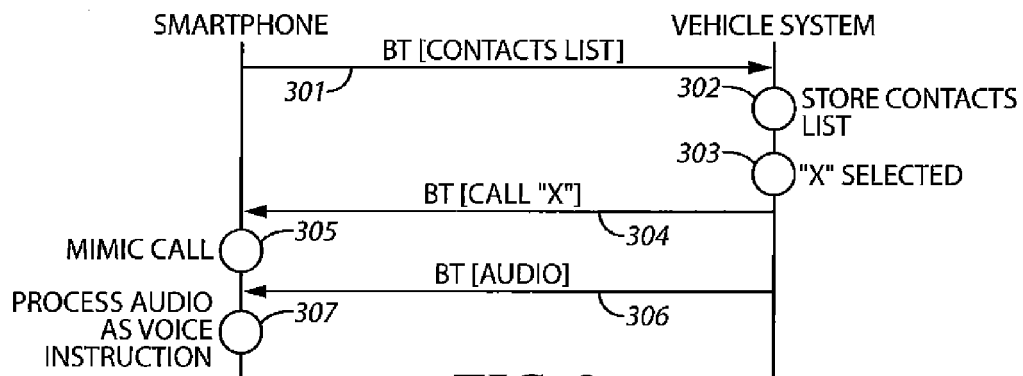 SMARTPHONE
VEHICLE SYSTEM
BT [CONTACTS LIST]
301
302
STORE CONTACTS
LIST
303
"X" SELECTED
BT [CALL "X"]
304
305
MIMIC CALL
BT [AUDIO]
306
PROCESS AUDIO
AS VOICE
INSTRUCTION
307